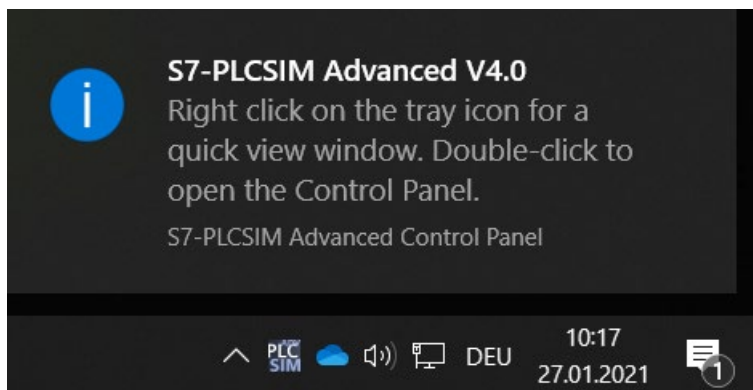 S7-PLCSIM Advanced V4.0
Right click on the tray icon for a
quick view window. Double-click to
open the Control Panel.
S7-PLCSIM Advanced Control Panel
PLC
SIM
DEU
10:17
27.01.2021
1